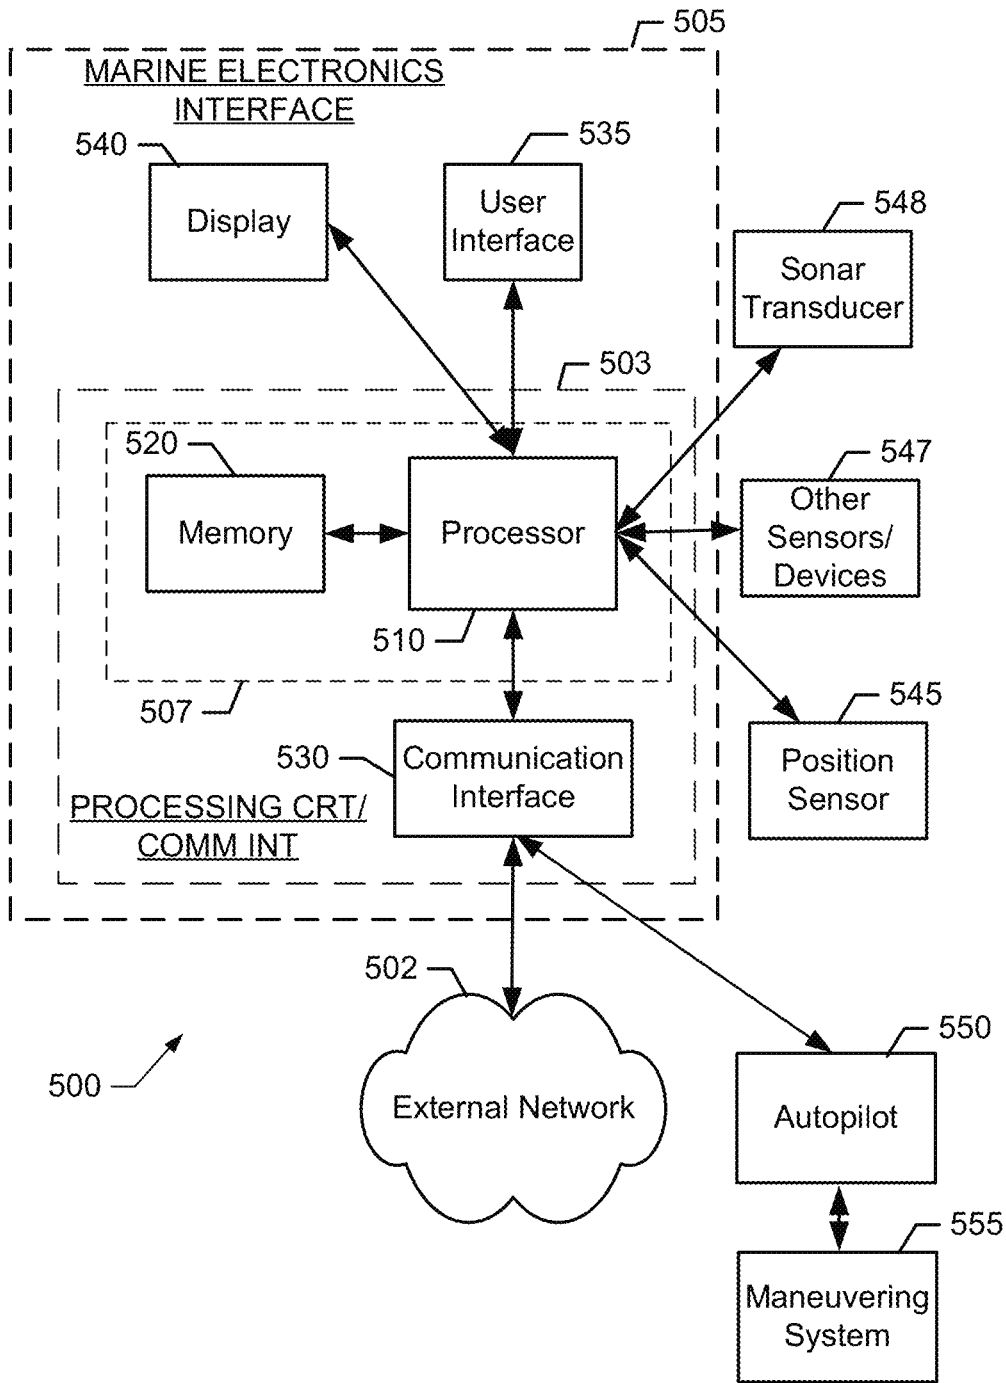 505
MARINE ELECTRONICS
INTERFACE
540
535
Display
User
Interface
548
Sonar
Transducer
503
520
547
Memory
Processor
Other
Sensors/
Devices
510
507
545
530
Communication
Interface
Position
Sensor
PROCESSING CRT/
COMM INT
502
550
500
External Network
Autopilot
555
Maneuvering
System